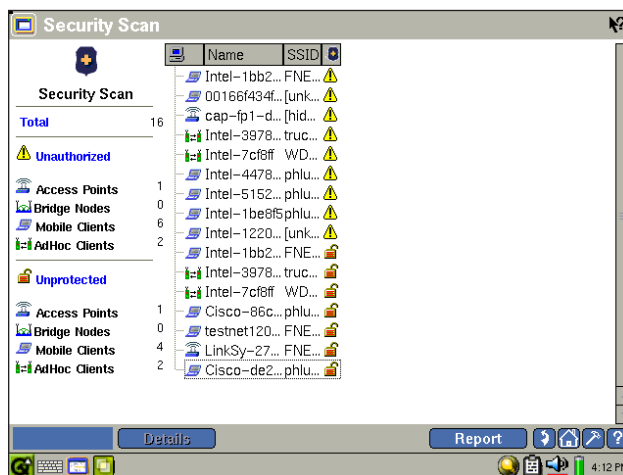 Security Scan
Security Scan
Total 16
Unauthorized
Access Points 1
Bridge Nodes 0
Mobile Clients 6
AdHoc Clients 2
Unprotected
Access Points 1
Bridge Nodes 0
Mobile Clients 4
AdHoc Clients 2
Name SSID
Intel-1bb2... FNE...
00166f434f... [unk...
cap-fp1-d... [hid...
Intel-3978... truc...
Intel-7cf8ff WD...
Intel-4478... phlu...
Intel-5152... phlu...
Intel-1be8f5 phlu...
Intel-1220... [unk...
Intel-1bb2... FNE...
Intel-3978... truc...
Intel-7cf8ff WD...
Cisco-86c... phlu...
testnet120... FNE...
LinkSy-27... FNE...
Cisco-de2... phlu...
Details
Report
?
4:12 PM